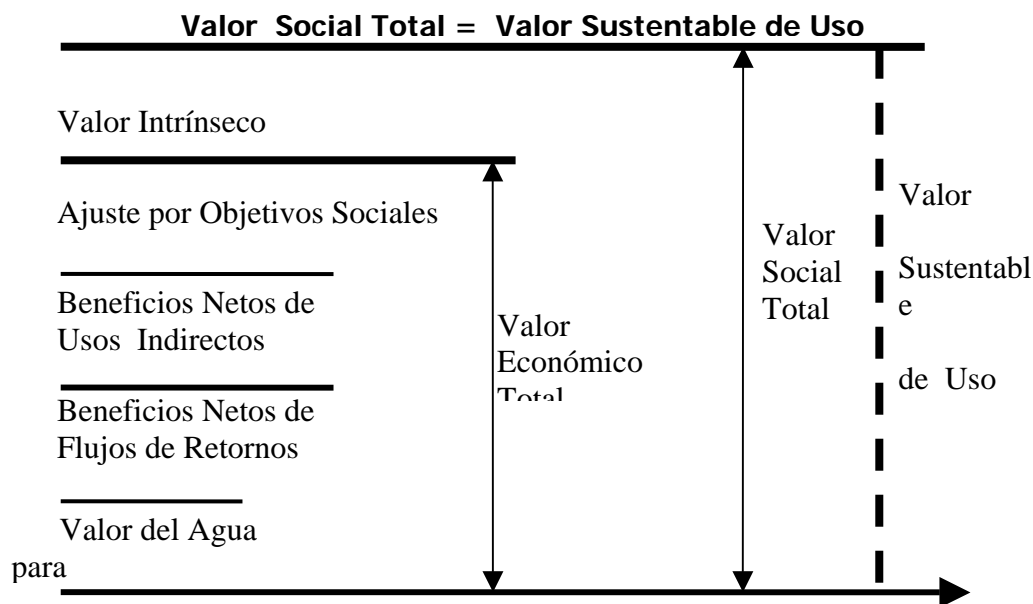 Valor Social Total = Valor Sustentable de Uso
Valor Intrínseco
Ajuste por Objetivos Sociales
Beneficios Netos de
Usos Indirectos
Beneficios Netos de
Flujos de Retornos
Valor del Agua
para
Valor
Económico
Total
Valor
Social
Total
Valor
Sustentabl
e
de Uso